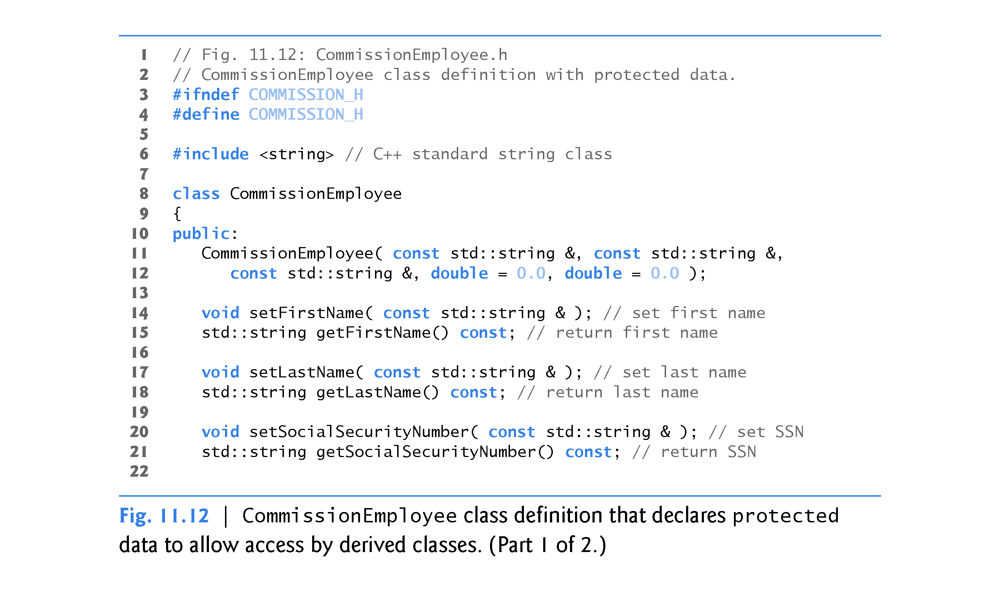 1 // Fig. 11.12: CommissionEmployee.h
2 // CommissionEmployee class definition with protected data.
3 #ifndef COMMISSION_H
4 #define COMMISSION_H
5
6 #include <string> // C++ standard string class
7
8 class CommissionEmployee
9 {
10 public:
11    CommissionEmployee( const std::string &, const std::string &,
12       const std::string &, double = 0.0, double = 0.0 );
13
14    void setFirstName( const std::string & ); // set first name
15    std::string getFirstName() const; // return first name
16
17    void setLastName( const std::string & ); // set last name
18    std::string getLastName() const; // return last name
19
20    void setSocialSecurityNumber( const std::string & ); // set SSN
21    std::string getSocialSecurityNumber() const; // return SSN
22
Fig. 11.12 | CommissionEmployee class definition that declares protected
data to allow access by derived classes. (Part 1 of 2.)